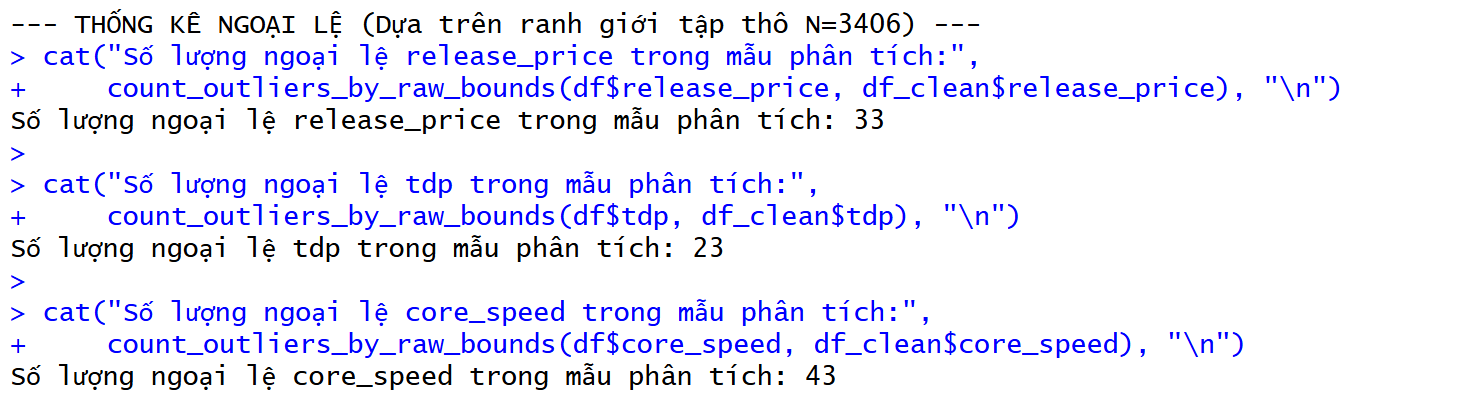 --- THỐNG KÊ NGOẠI LỆ (Dựa trên ranh giới tập thô N=3406) ---
> cat("Số lượng ngoại lệ release_price trong mẫu phân tích:",
+     count_outliers_by_raw_bounds(df$release_price, df_clean$release_price), "\n")
Số lượng ngoại lệ release_price trong mẫu phân tích: 33
>
> cat("Số lượng ngoại lệ tdp trong mẫu phân tích:",
+     count_outliers_by_raw_bounds(df$tdp, df_clean$tdp), "\n")
Số lượng ngoại lệ tdp trong mẫu phân tích: 23
>
> cat("Số lượng ngoại lệ core_speed trong mẫu phân tích:",
+     count_outliers_by_raw_bounds(df$core_speed, df_clean$core_speed), "\n")
Số lượng ngoại lệ core_speed trong mẫu phân tích: 43